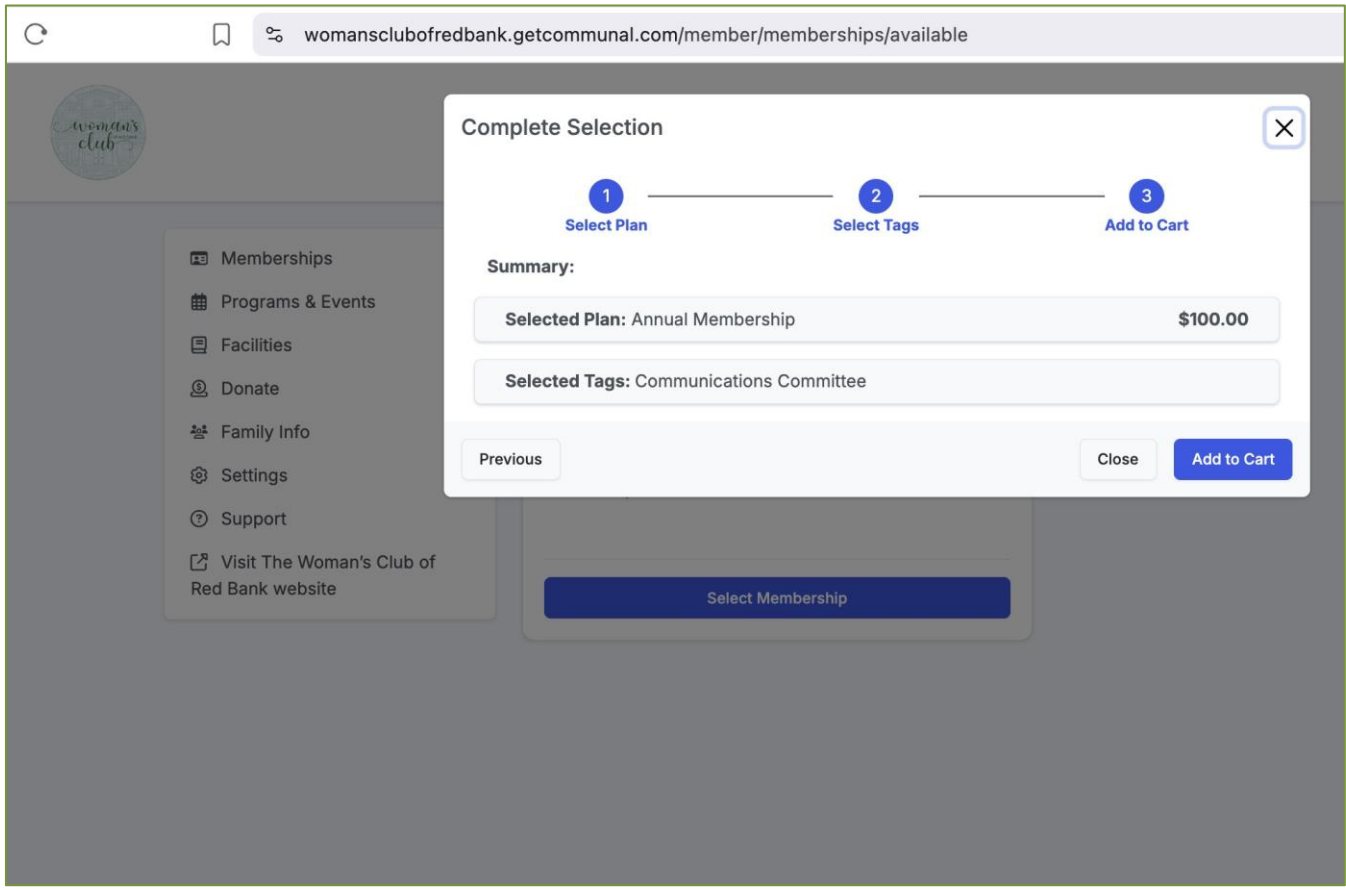 womansclubofredbank.getcommunal.com/member/memberships/available
woman's
club
Complete Selection
1
2
3
Select Plan
Select Tags
Add to Cart
Summary:
Selected Plan: Annual Membership $100.00
Selected Tags: Communications Committee
Previous
Close
Add to Cart
Memberships
Programs & Events
Facilities
Donate
Family Info
Settings
Support
Visit The Woman's Club of
Red Bank website
Select Membership